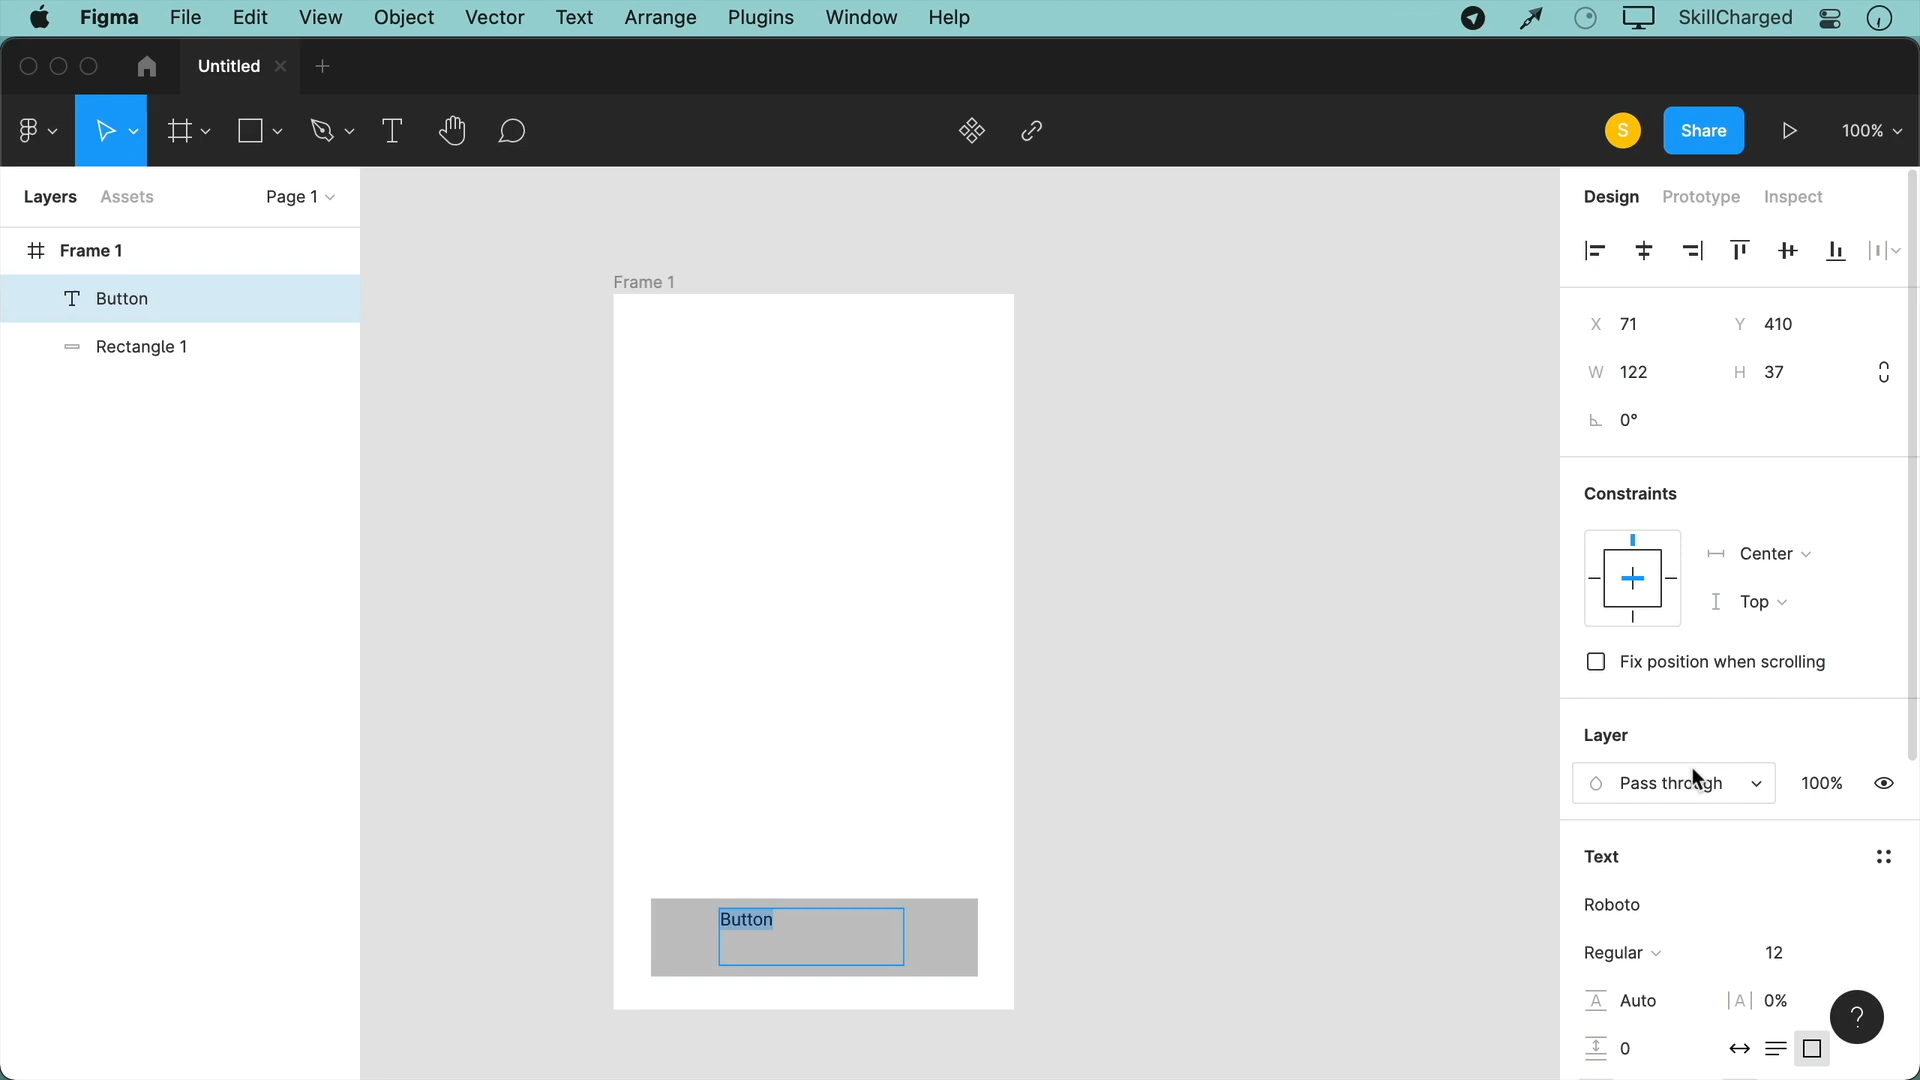 Figma File Edit View Object Vector Text Arrange Plugins Window Help SkillCharged
Untitled
S Share 100%
Layers Assets Page 1
Design Prototype Inspect
Frame 1
Button
Rectangle 1
Frame 1
Button
X 71 Y 410
W 122 H 37
0°
Constraints
Center
Top
Fix position when scrolling
Layer
Pass through 100%
Text
Roboto
Regular 12
A Auto |A| 0%
0
?